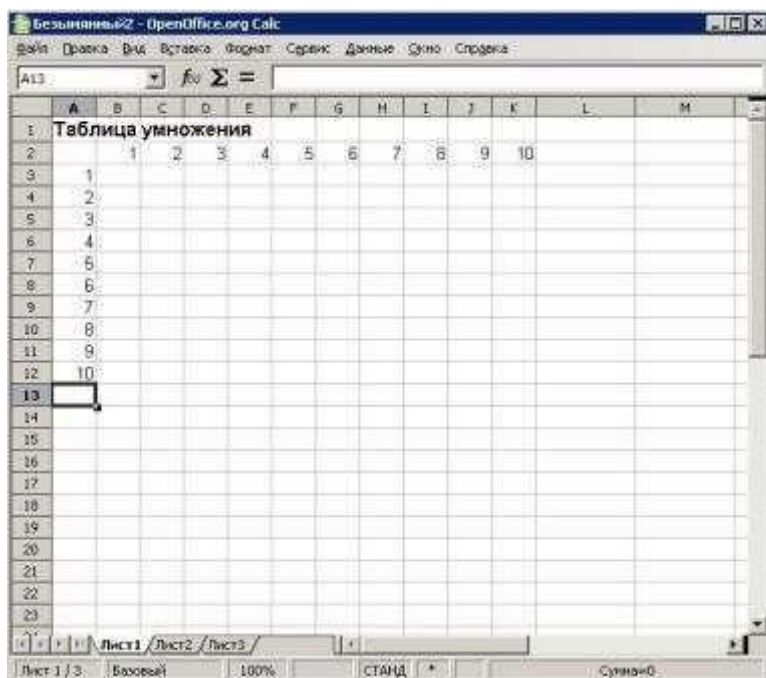 Безымянный2 - OpenOffice.org Calc
Файл Правка Вид Вставка Формат Сервис Данные Окно Справка
A13 f(x) Σ =
A B C D E F G H I J K L M
1 Таблица умножения
2 1 2 3 4 5 6 7 8 9 10
3 1
4 2
5 3
6 4
7 5
8 6
9 7
10 8
11 9
12 10
13
14
15
16
17
18
19
20
21
22
23
Лист1 Лист2 Лист3
Лист 1 / 3 Базовый 100% СТАНД * Сумма=0